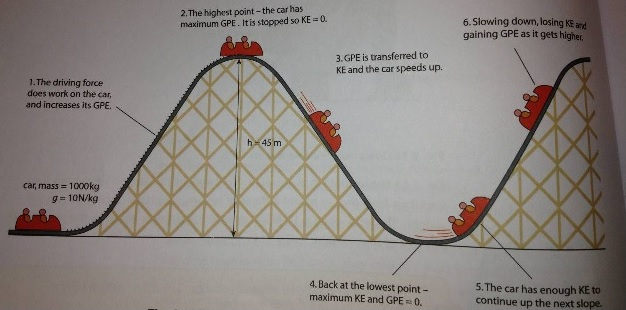 1. The driving force
does work on the car,
and increases its GPE.
2. The highest point – the car has
maximum GPE. It is stopped so KE = 0.
3. GPE is transferred to
KE and the car speeds up.
6. Slowing down, losing KE and
gaining GPE as it gets higher.
h = 45 m
car, mass = 1000 kg
g = 10 N/kg
4. Back at the lowest point –
maximum KE and GPE = 0.
5. The car has enough KE to
continue up the next slope.